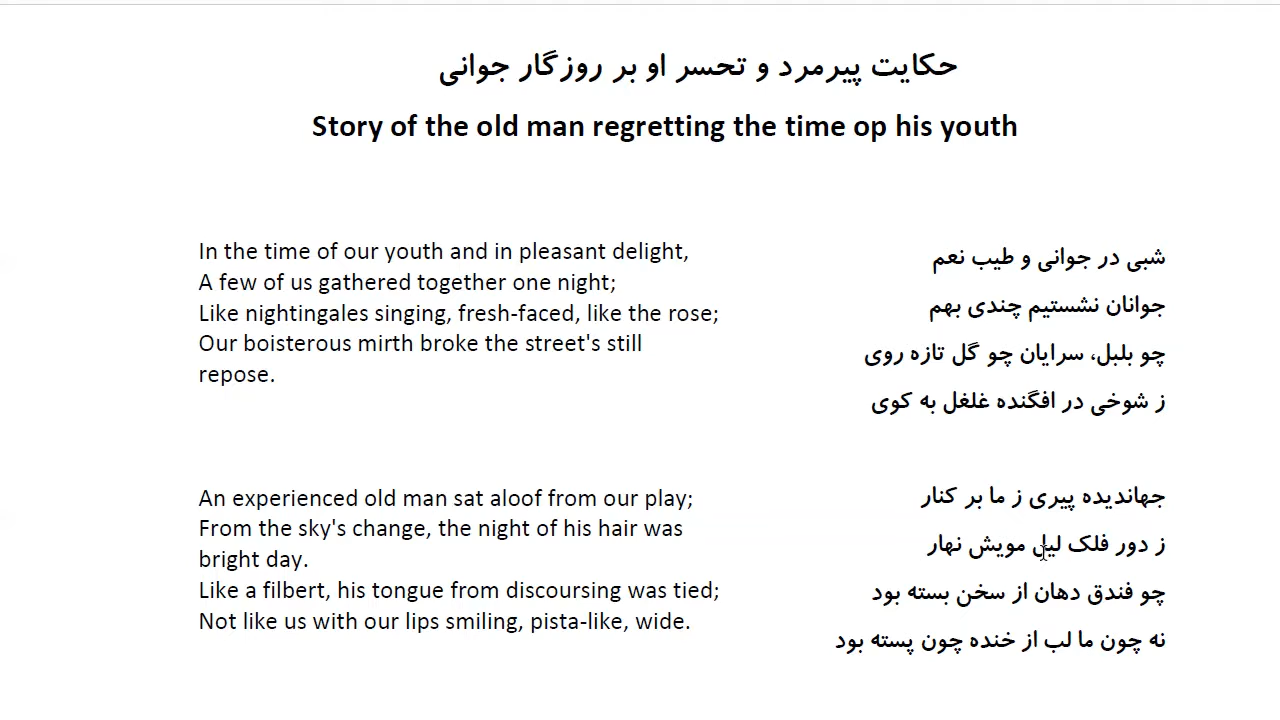 حکایت پیرمرد و تحسر او بر روزگار جوانی
Story of the old man regretting the time op his youth
In the time of our youth and in pleasant delight,
A few of us gathered together one night;
Like nightingales singing, fresh-faced, like the rose;
Our boisterous mirth broke the street's still
repose.
شبی در جوانی و طیب نعم
جوانان نشستیم چندی بهم
چو بلبل، سرایان چو گل تازه روی
ز شوخی در افگنده غلغل به کوی
An experienced old man sat aloof from our play;
From the sky's change, the night of his hair was
bright day.
Like a filbert, his tongue from discoursing was tied;
Not like us with our lips smiling, pista-like, wide.
جهاندیده پیری ز ما بر کنار
ز دور فلک لیل مویش نهار
چو فندق دهان از سخن بسته بود
نه چون ما لب از خنده چون پسته بود